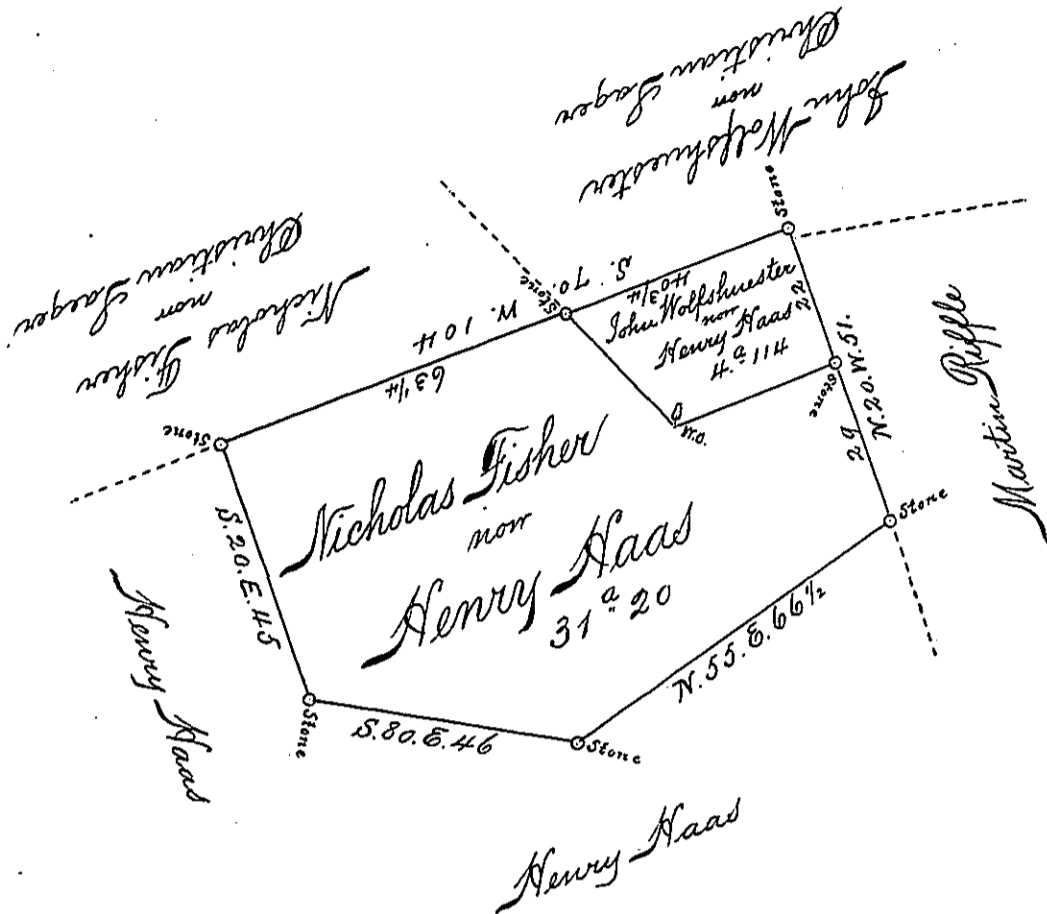 Christian Sager
now
John Wolfshuester
Christian Saeger
now
Nicholas Fisher
Stone
Stone
Stone
S. 70.
W. 104
40 3/4
63 1/4
John Wolfshuester
now
Henry Haas
4.a 114
22
Stone
W.O.
N.20.W.51.
29
Martin Riffle
Stone
Nicholas Fisher
now
Henry Haas
31 a 20
S.20.E.45
Henry Haas
Stone
S.80.E.46
Stone
N.55.E.66 1/2
Henry Haas